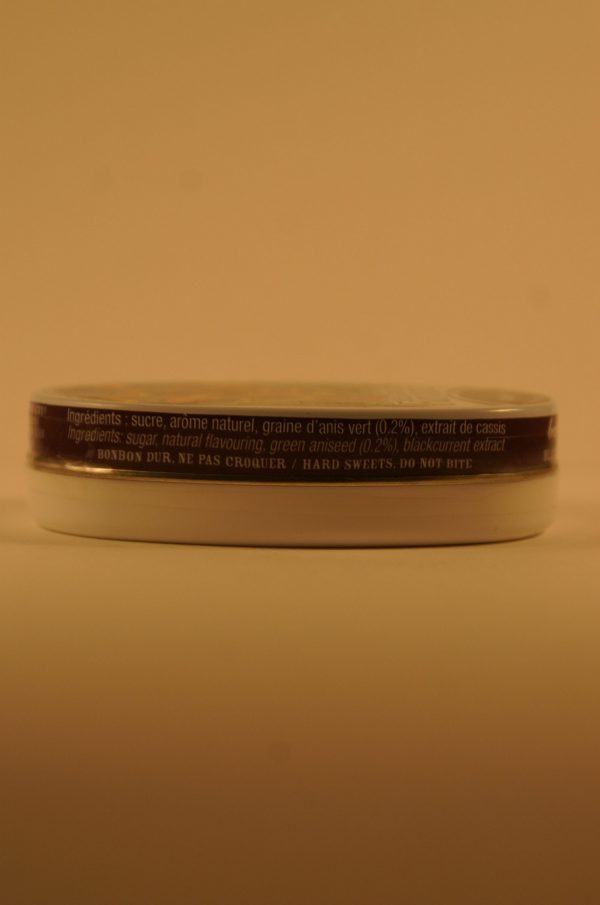 Ingrédients : sucre, arôme naturel, graine d'anis vert (0.2%), extrait de cassis
Ingredients: sugar, natural flavouring, green aniseed (0.2%), blackcurrent extract
BONBON DUR. NE PAS CROQUER / HARD SWEETS. DO NOT BITE